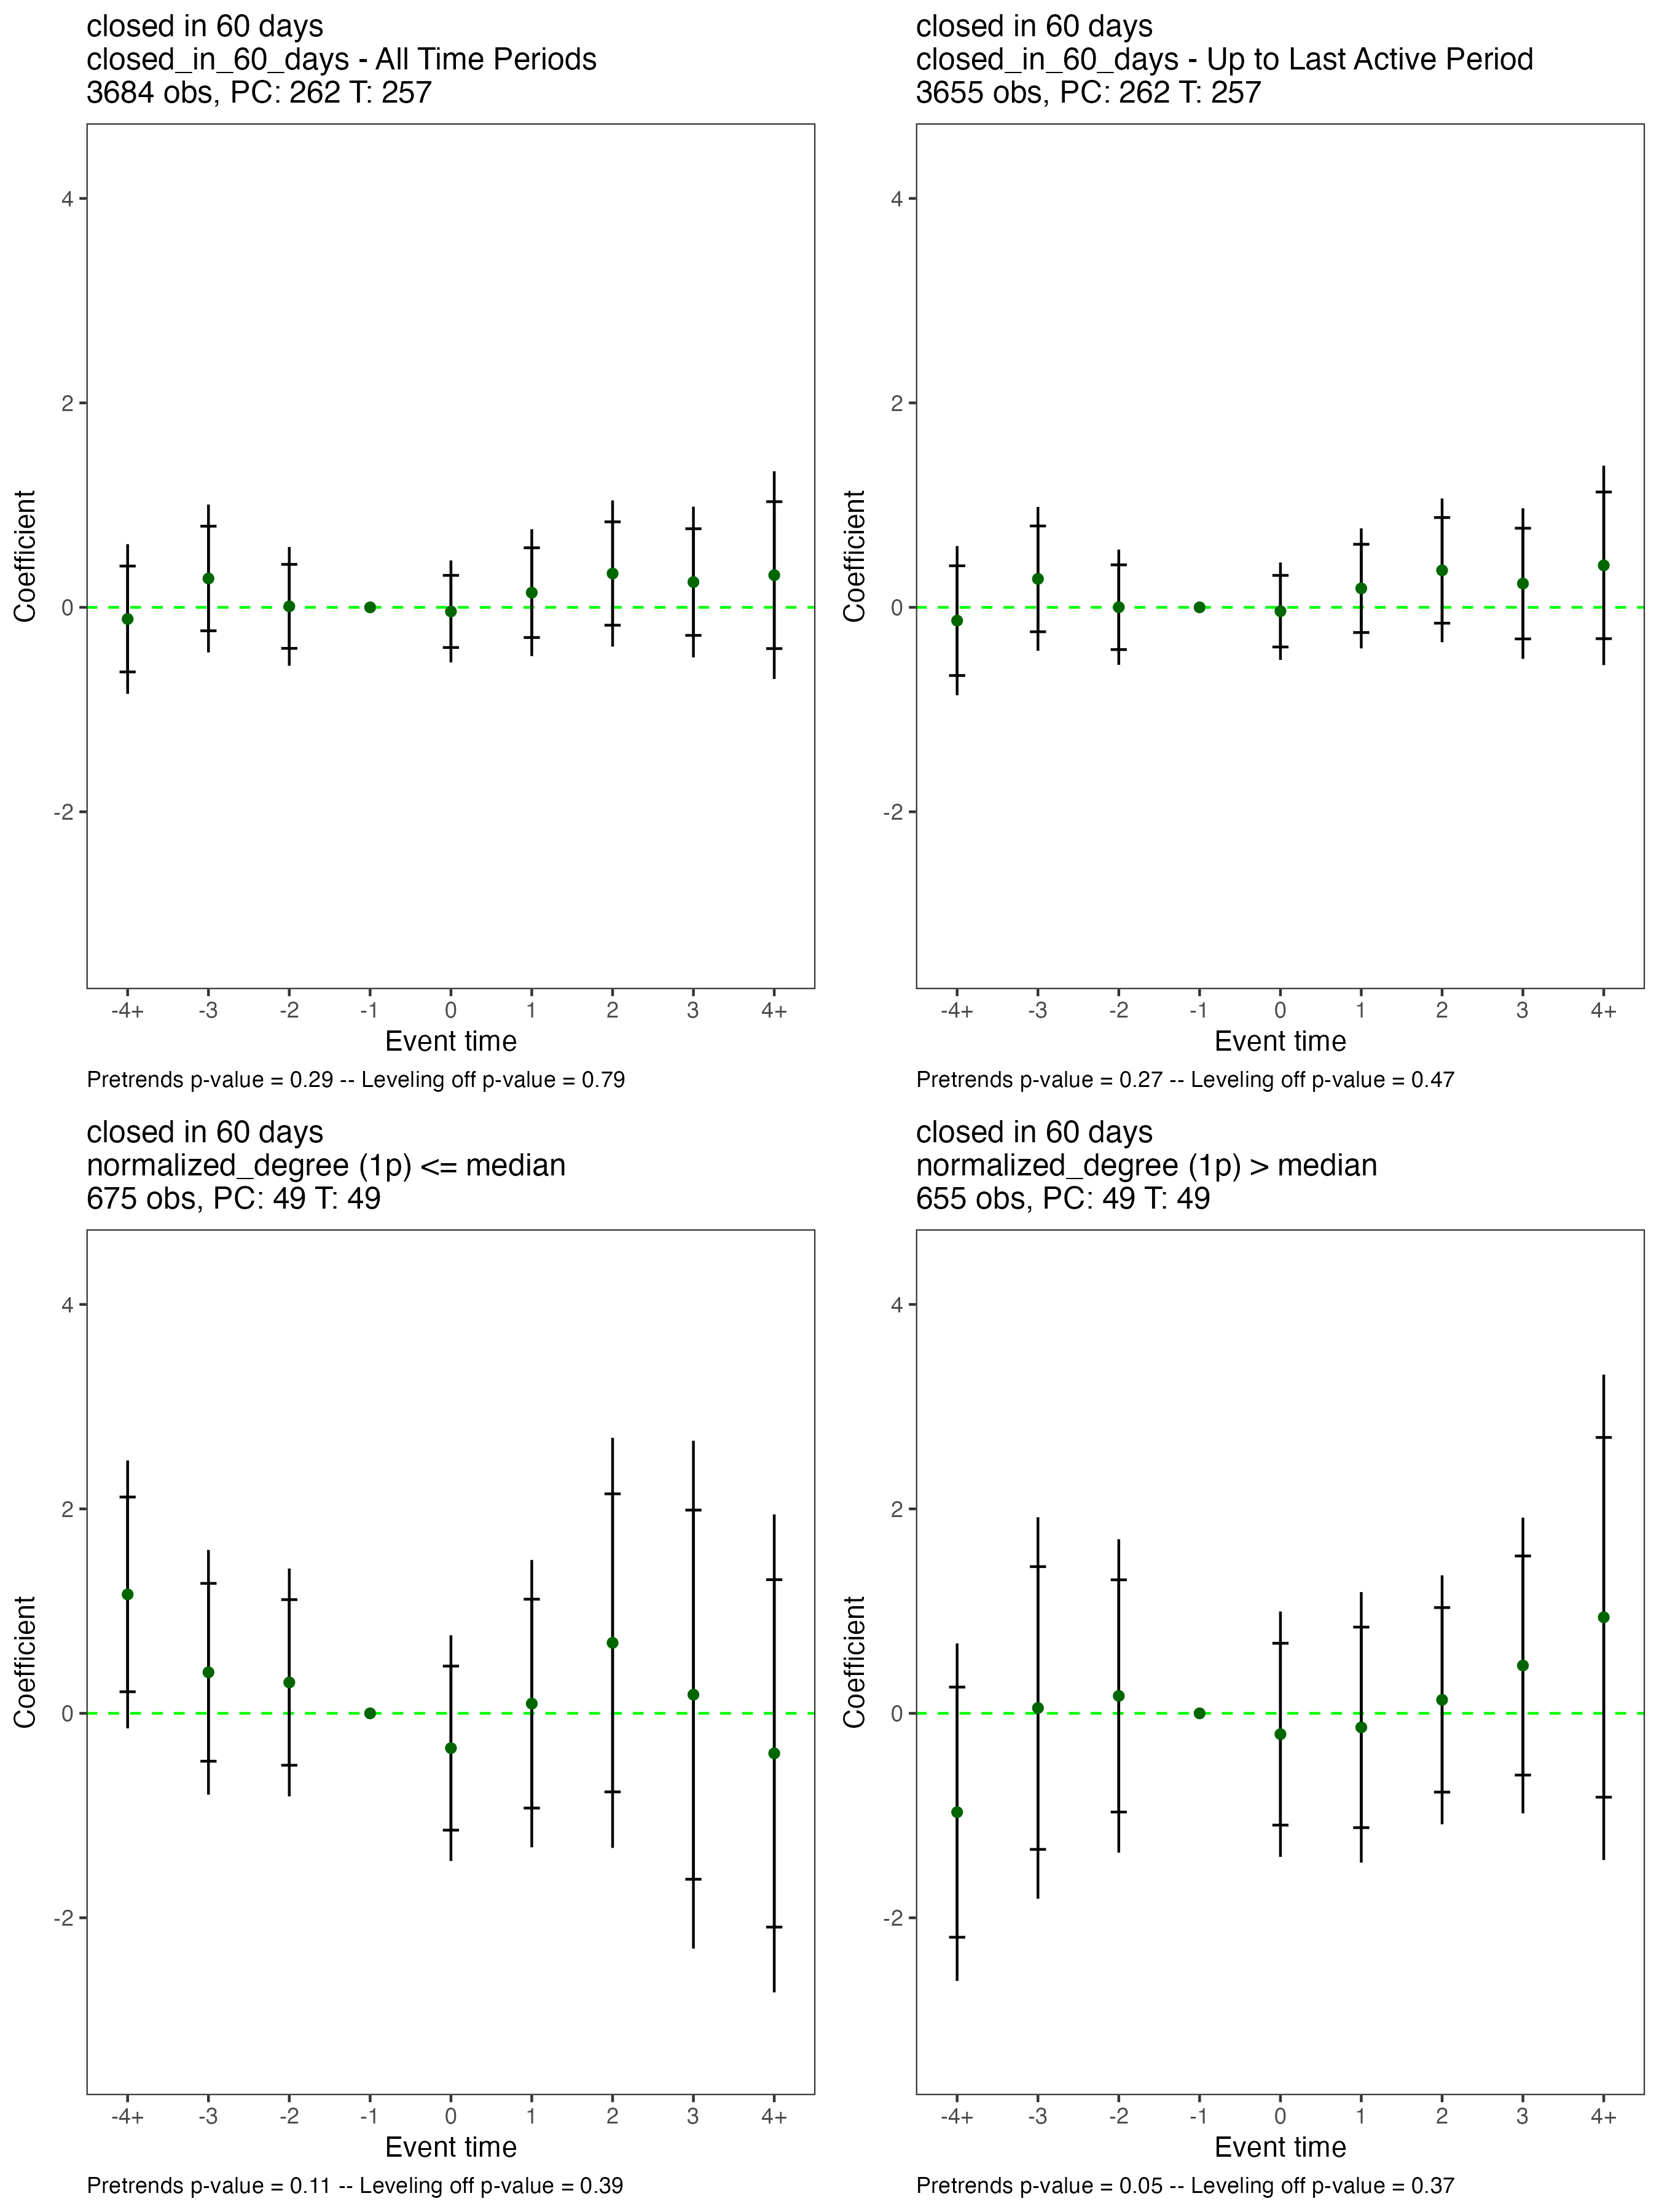 closed in 60 days
closed_in_60_days - All Time Periods
3684 obs, PC: 262 T: 257
Coefficient
4
2
0
-2
-4+ -3 -2 -1 0 1 2 3 4+
Event time
Pretrends p-value = 0.29 -- Leveling off p-value = 0.79
closed in 60 days
closed_in_60_days - Up to Last Active Period
3655 obs, PC: 262 T: 257
Coefficient
4
2
0
-2
-4+ -3 -2 -1 0 1 2 3 4+
Event time
Pretrends p-value = 0.27 -- Leveling off p-value = 0.47
closed in 60 days
normalized_degree (1p) <= median
675 obs, PC: 49 T: 49
Coefficient
4
2
0
-2
-4+ -3 -2 -1 0 1 2 3 4+
Event time
Pretrends p-value = 0.11 -- Leveling off p-value = 0.39
closed in 60 days
normalized_degree (1p) > median
655 obs, PC: 49 T: 49
Coefficient
4
2
0
-2
-4+ -3 -2 -1 0 1 2 3 4+
Event time
Pretrends p-value = 0.05 -- Leveling off p-value = 0.37